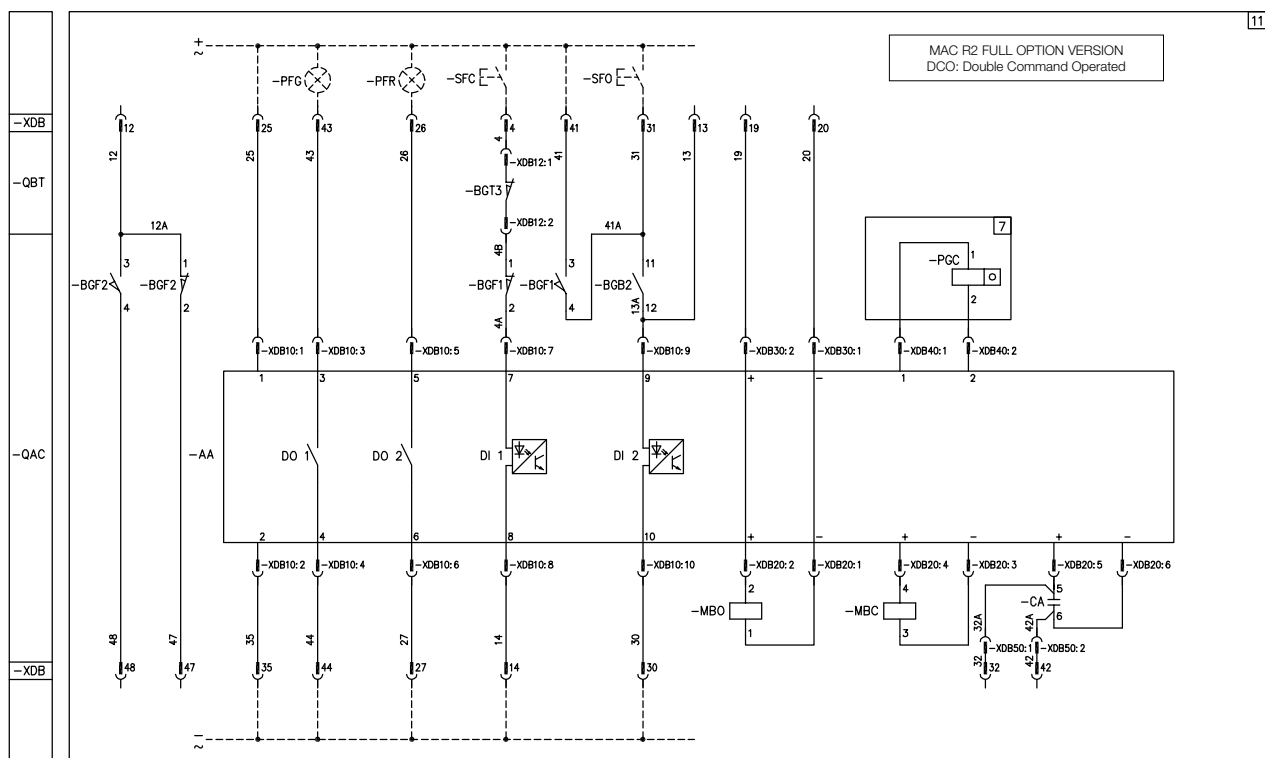 11
MAC R2 FULL OPTION VERSION
DCO: Double Command Operated
+
~
-PFG
-PFR
-SFC
-SFO
-XDB
12
25
43
26
4
41
31
13
19
20
12
25
43
26
4
41
31
13
19
20
-XDB12:1
-QBT
-BGT3
-XDB12:2
12A
41A
4B
7
-PGC
1
2
3
1
1
3
11
-BGF2
-BGF2
-BGF1
-BGF1
-BGB2
4
2
2
4
13A
12
4A
-XDB10:1
-XDB10:3
-XDB10:5
-XDB10:7
-XDB10:9
-XDB30:2
-XDB30:1
-XDB40:1
-XDB40:2
1
3
5
7
9
+
-
1
2
-QAC
-AA
DO 1
DO 2
DI 1
DI 2
2
4
6
8
10
+
-
+
-
+
-
-XDB10:2
-XDB10:4
-XDB10:6
-XDB10:8
-XDB10:10
-XDB20:2
-XDB20:1
-XDB20:4
-XDB20:3
-XDB20:5
-XDB20:6
2
4
5
-MBO
-MBC
-CA
1
3
6
32A
42A
48
47
35
44
27
14
30
-XDB50:1
-XDB50:2
32
42
-XDB
48
47
35
44
27
14
30
32
42
-
~